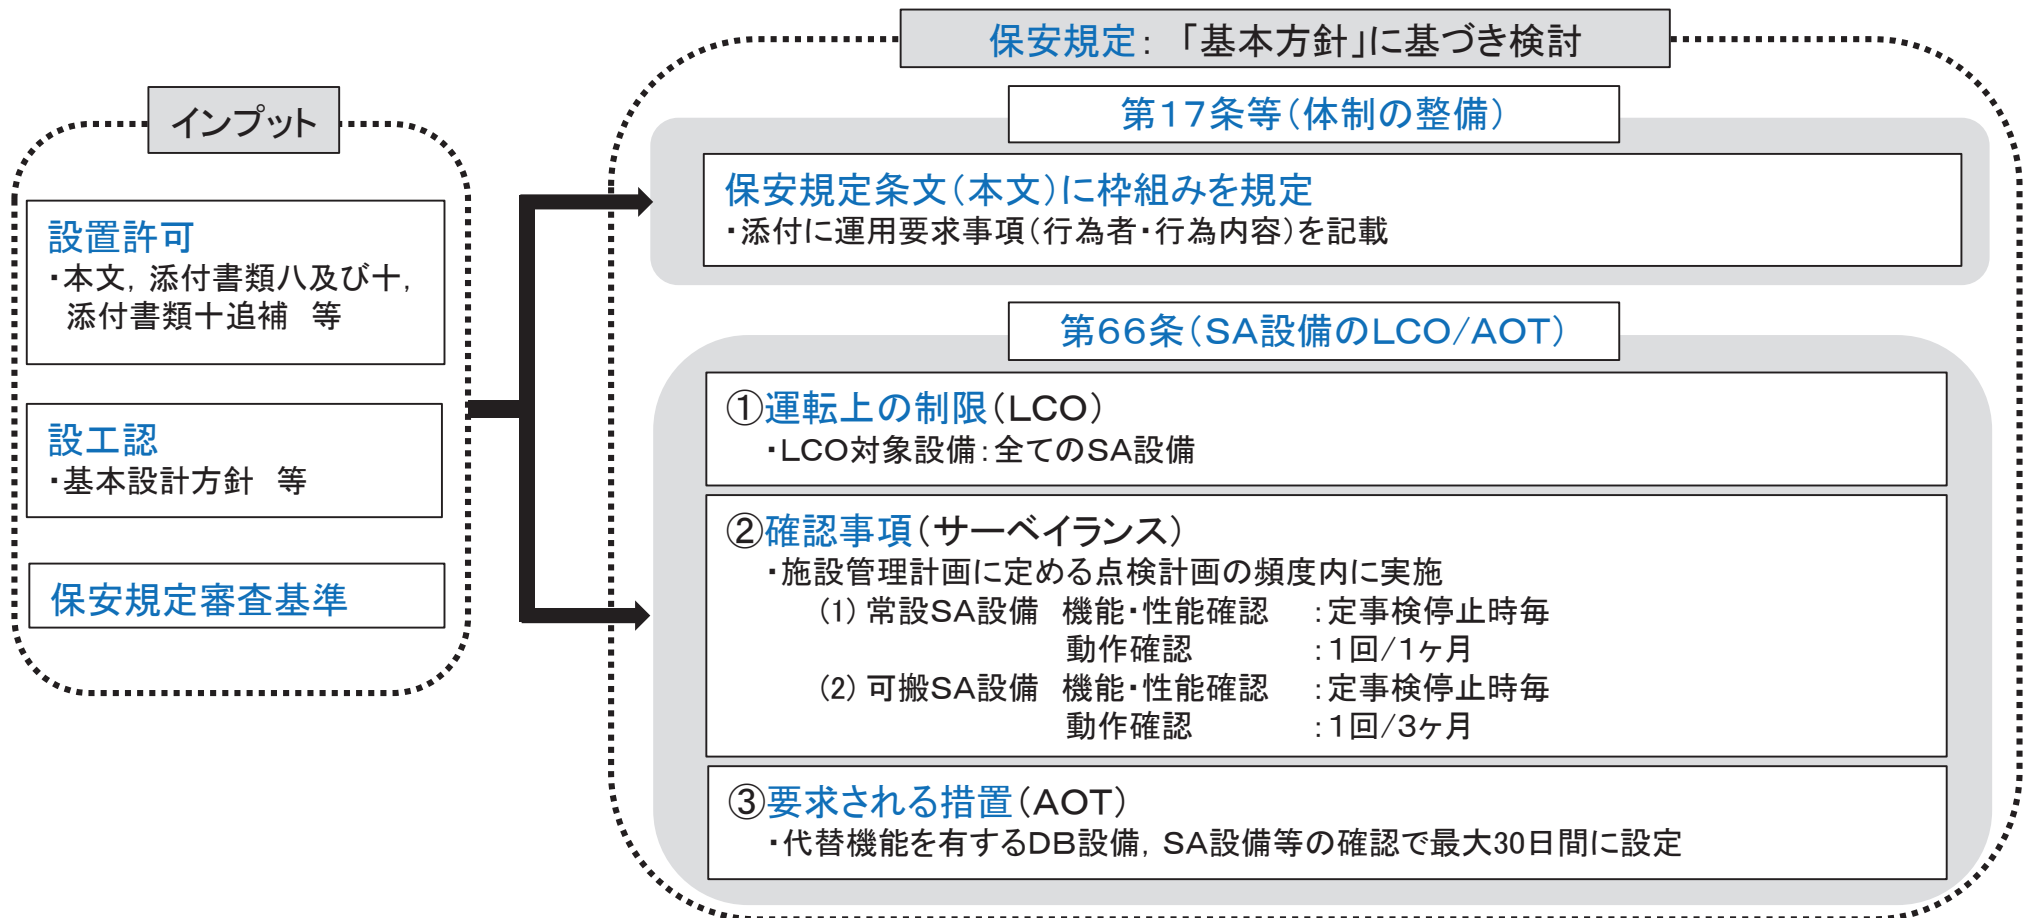 インプット
設置許可
・本文，添付書類八及び十，
添付書類十追補　等
設工認
・基本設計方針　等
保安規定審査基準
保安規定：「基本方針」に基づき検討
第１７条等（体制の整備）
保安規定条文（本文）に枠組みを規定
・添付に運用要求事項（行為者・行為内容）を記載
第６６条（ＳＡ設備のＬＣＯ/ＡＯＴ）
①運転上の制限（ＬＣＯ）
・ＬＣＯ対象設備：全てのＳＡ設備
②確認事項（サーベイランス）
・施設管理計画に定める点検計画の頻度内に実施
(1) 常設ＳＡ設備　機能・性能確認　：定事検停止時毎
動作確認　：１回/１ヶ月
(2) 可搬ＳＡ設備　機能・性能確認　：定事検停止時毎
動作確認　：１回/３ヶ月
③要求される措置（ＡＯＴ）
・代替機能を有するＤＢ設備，ＳＡ設備等の確認で最大30日間に設定